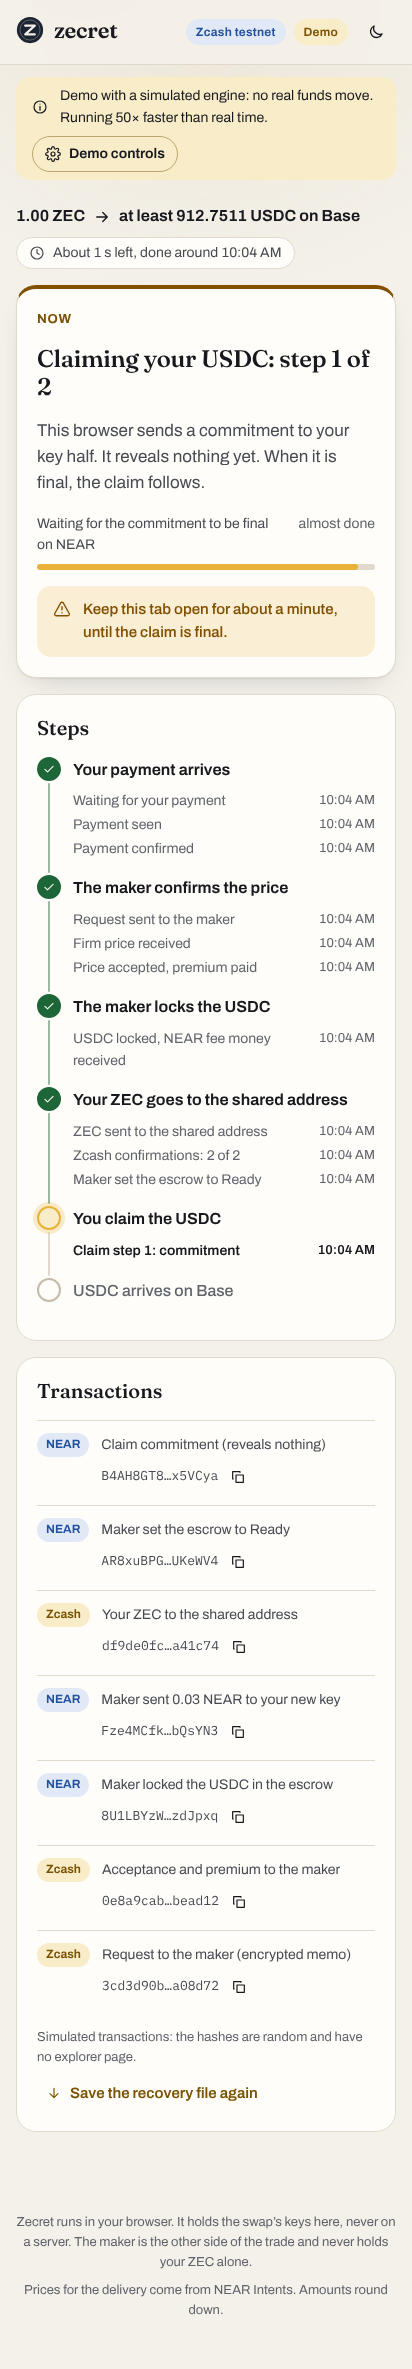 zecret
Zcash testnet
Demo
Demo with a simulated engine: no real funds move.
Running 50× faster than real time.
Demo controls
1.00 ZEC → at least 912.7511 USDC on Base
About 1 s left, done around 10:04 AM
NOW
Claiming your USDC: step 1 of
2
This browser sends a commitment to your
key half. It reveals nothing yet. When it is
final, the claim follows.
Waiting for the commitment to be final
on NEAR
almost done
Keep this tab open for about a minute,
until the claim is final.
Steps
Your payment arrives
Waiting for your payment 10:04 AM
Payment seen 10:04 AM
Payment confirmed 10:04 AM
The maker confirms the price
Request sent to the maker 10:04 AM
Firm price received 10:04 AM
Price accepted, premium paid 10:04 AM
The maker locks the USDC
USDC locked, NEAR fee money 10:04 AM
received
Your ZEC goes to the shared address
ZEC sent to the shared address 10:04 AM
Zcash confirmations: 2 of 2 10:04 AM
Maker set the escrow to Ready 10:04 AM
You claim the USDC
Claim step 1: commitment 10:04 AM
USDC arrives on Base
Transactions
NEAR Claim commitment (reveals nothing)
B4AH8GT8…x5VCya
NEAR Maker set the escrow to Ready
AR8xuBPG…UKeWV4
Zcash Your ZEC to the shared address
df9de0fc…a41c74
NEAR Maker sent 0.03 NEAR to your new key
Fze4MCfk…bQsYN3
NEAR Maker locked the USDC in the escrow
8U1LBYzW…zdJpxq
Zcash Acceptance and premium to the maker
0e8a9cab…bead12
Zcash Request to the maker (encrypted memo)
3cd3d90b…a08d72
Simulated transactions: the hashes are random and have
no explorer page.
Save the recovery file again
Zecret runs in your browser. It holds the swap's keys here, never on
a server. The maker is the other side of the trade and never holds
your ZEC alone.
Prices for the delivery come from NEAR Intents. Amounts round
down.